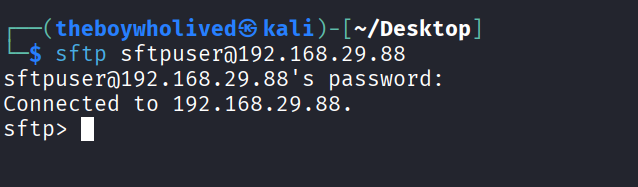 ┌──(theboywholived㉿kali)-[~/Desktop]
└─$ sftp sftpuser@192.168.29.88
sftpuser@192.168.29.88's password:
Connected to 192.168.29.88.
sftp>